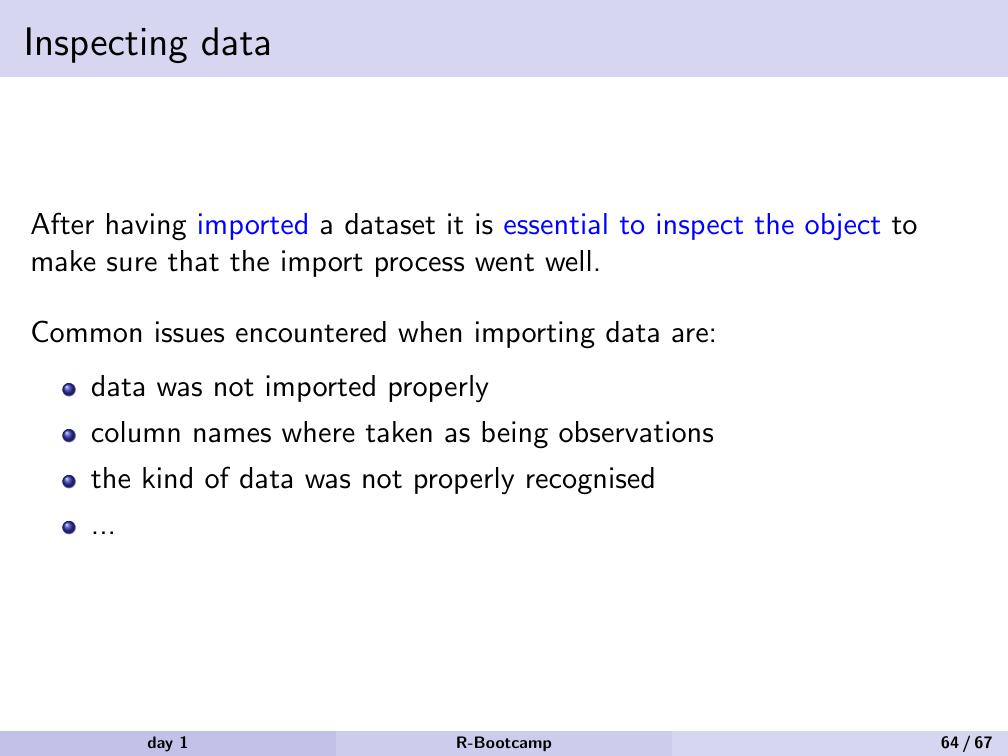 Inspecting data
After having imported a dataset it is essential to inspect the object to
make sure that the import process went well.
Common issues encountered when importing data are:
data was not imported properly
column names where taken as being observations
the kind of data was not properly recognised
...
day 1
R-Bootcamp
64 / 67